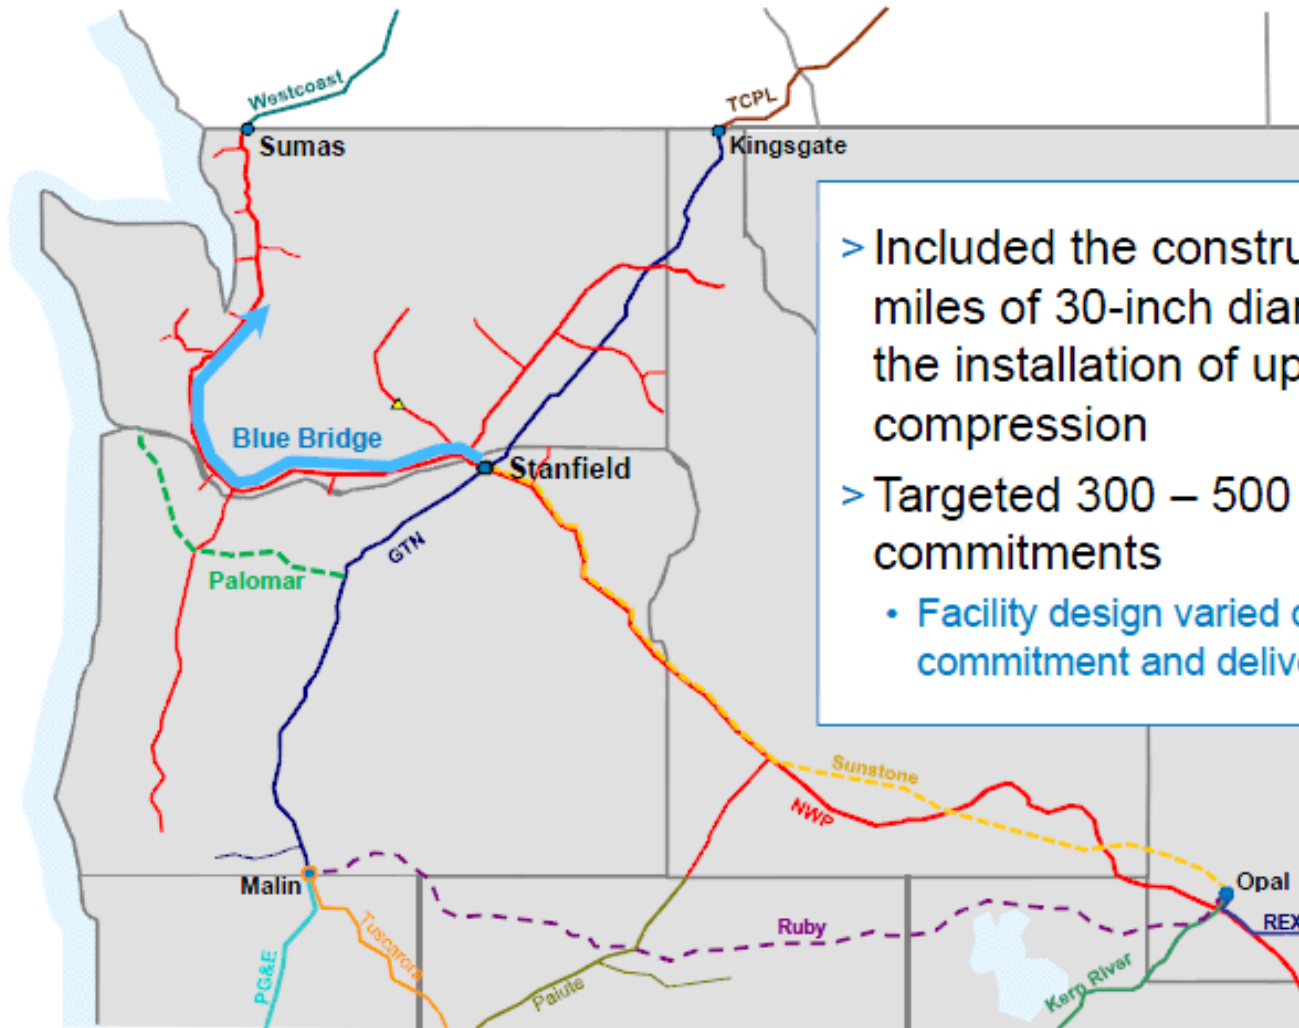 Westcoast
TCPL
Sumas
Kingsgate
> Included the constru
miles of 30-inch diar
the installation of up
compression
> Targeted 300 – 500
commitments
• Facility design varied
commitment and delive
Blue Bridge
Stanfield
GTN
Palomar
Sunstone
NWP
Malin
Opal
Tuscarora
Ruby
REX
PG&E
Paiute
Kern River